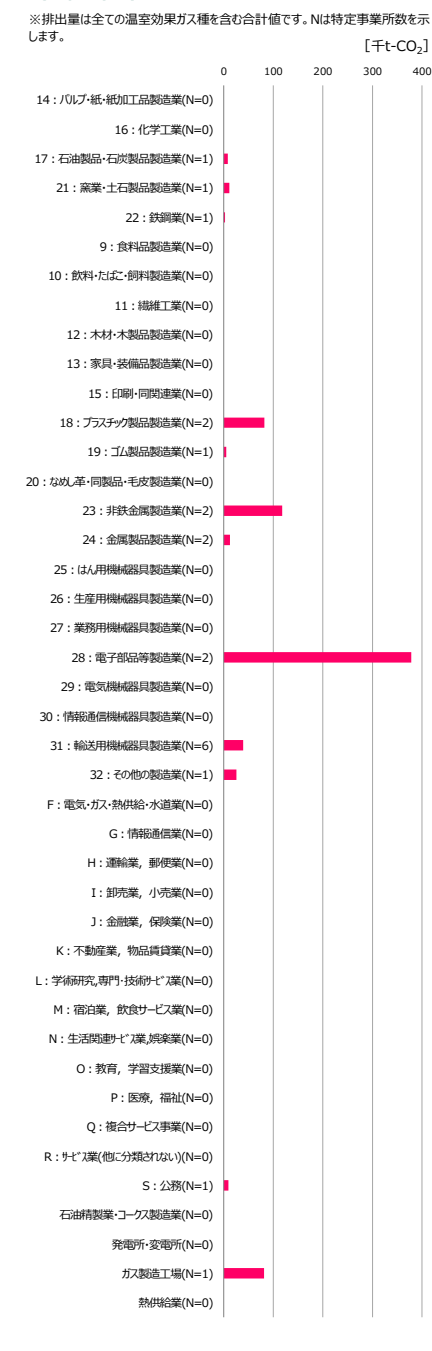 ※排出量は全ての温室効果ガス種を含む合計値です。Nは特定事業所数を示
します。
[千t-CO₂]
0 100 200 300 400
14：パルプ・紙・紙加工品製造業(N=0)
16：化学工業(N=0)
17：石油製品・石炭製品製造業(N=1)
21：窯業・土石製品製造業(N=1)
22：鉄鋼業(N=1)
9：食料品製造業(N=0)
10：飲料・たばこ・飼料製造業(N=0)
11：繊維工業(N=0)
12：木材・木製品製造業(N=0)
13：家具・装備品製造業(N=0)
15：印刷・同関連業(N=0)
18：プラスチック製品製造業(N=2)
19：ゴム製品製造業(N=1)
20：なめし革・同製品・毛皮製造業(N=0)
23：非鉄金属製造業(N=2)
24：金属製品製造業(N=2)
25：はん用機械器具製造業(N=0)
26：生産用機械器具製造業(N=0)
27：業務用機械器具製造業(N=0)
28：電子部品等製造業(N=2)
29：電気機械器具製造業(N=0)
30：情報通信機械器具製造業(N=0)
31：輸送用機械器具製造業(N=6)
32：その他の製造業(N=1)
F：電気・ガス・熱供給・水道業(N=0)
G：情報通信業(N=0)
H：運輸業，郵便業(N=0)
I：卸売業，小売業(N=0)
J：金融業，保険業(N=0)
K：不動産業，物品賃貸業(N=0)
L：学術研究,専門・技術ｻｰﾋﾞｽ業(N=0)
M：宿泊業，飲食サービス業(N=0)
N：生活関連ｻｰﾋﾞｽ業,娯楽業(N=0)
O：教育，学習支援業(N=0)
P：医療，福祉(N=0)
Q：複合サービス事業(N=0)
R：ｻｰﾋﾞｽ業(他に分類されない)(N=0)
S：公務(N=1)
石油精製業・コークス製造業(N=0)
発電所・変電所(N=0)
ガス製造工場(N=1)
熱供給業(N=0)